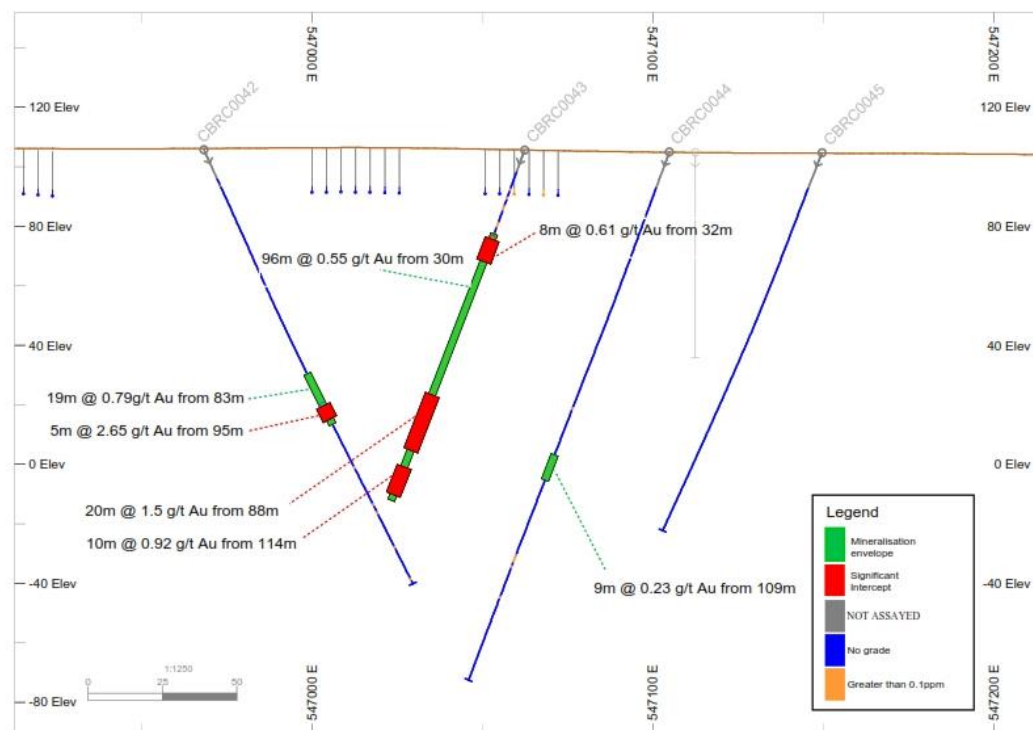 547000 E
547100 E
547200 E
120 Elev
120 Elev
CBRC0042
CBRC0043
CBRC0044
CBRC0045
80 Elev
80 Elev
8m @ 0.61 g/t Au from 32m
96m @ 0.55 g/t Au from 30m
40 Elev
40 Elev
19m @ 0.79g/t Au from 83m
5m @ 2.65 g/t Au from 95m
0 Elev
0 Elev
20m @ 1.5 g/t Au from 88m
10m @ 0.92 g/t Au from 114m
9m @ 0.23 g/t Au from 109m
-40 Elev
-40 Elev
Legend
Mineralisation
envelope
Significant
Intercept
NOT ASSAYED
No grade
Greater than 0.1ppm
1:1250
0
25
50
-80 Elev
547000 E
547100 E
547200 E